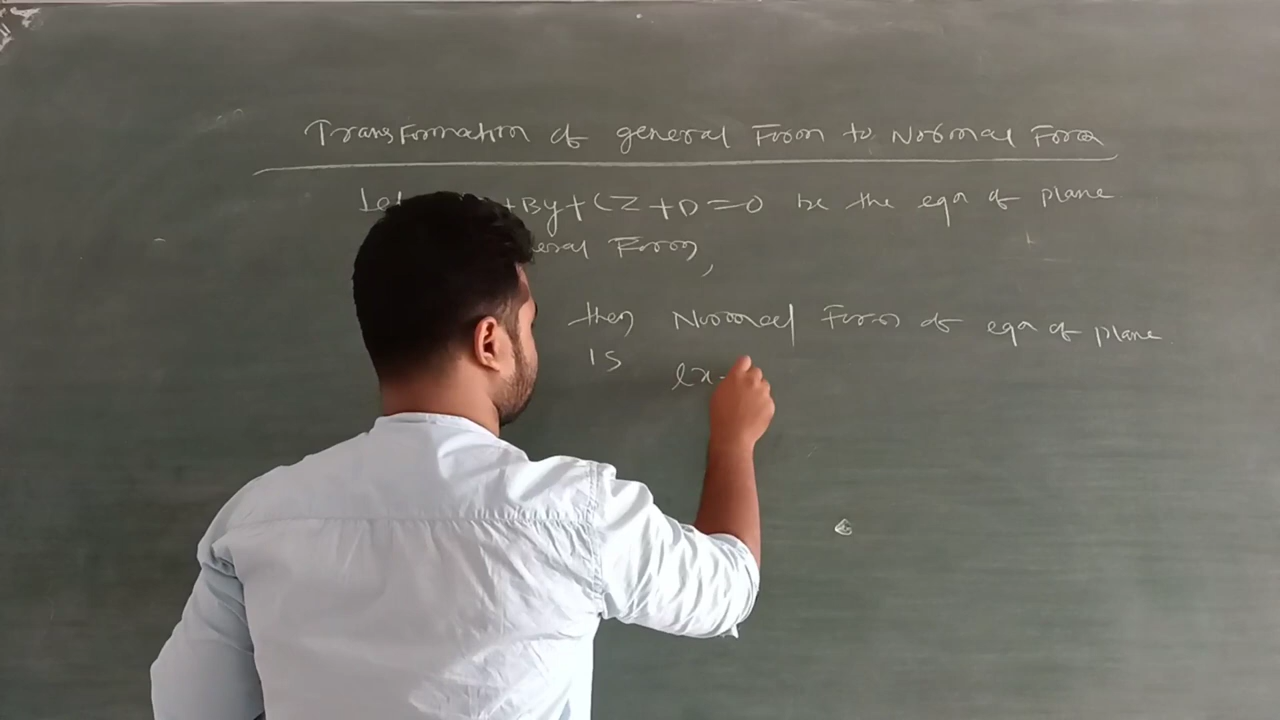 Transformation of general Form to Normal Form
Let +By+CZ+D=0 be the eqn of plane
eral Form,
then Normal Form of eqn of plane
is lx-